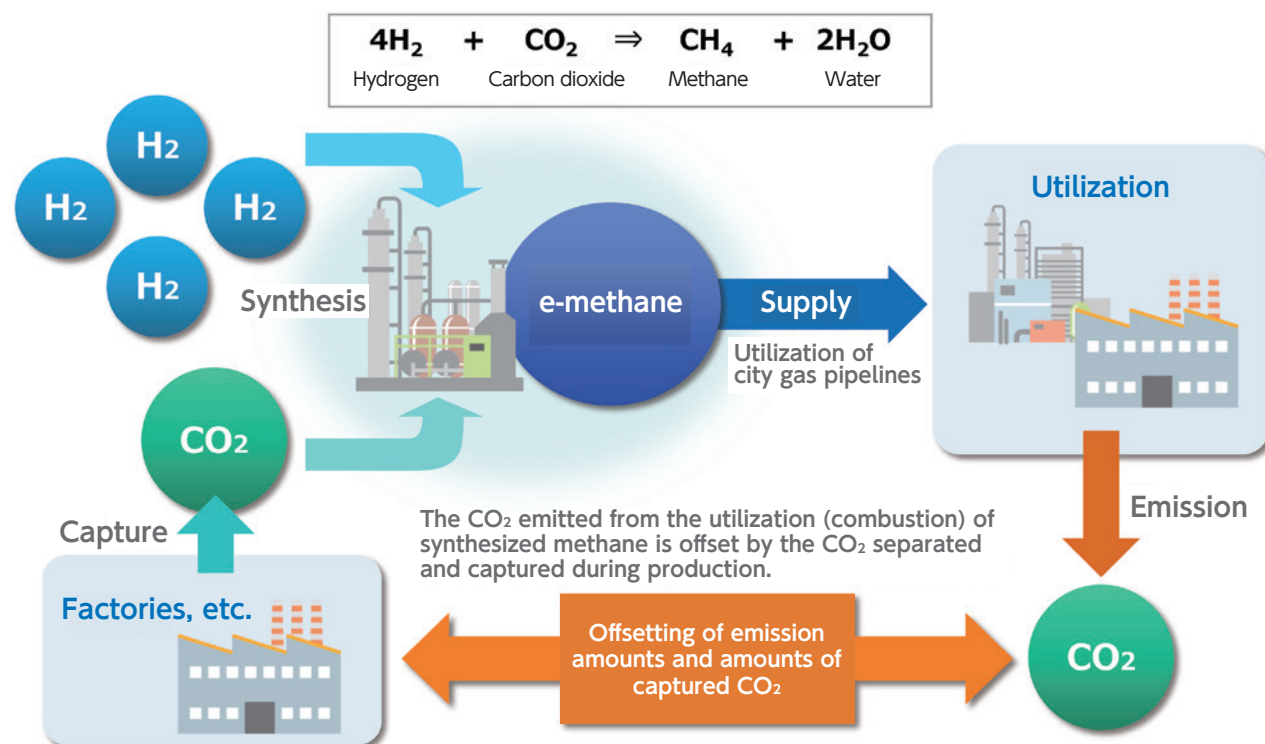 4H₂ + CO₂ ⇒ CH₄ + 2H₂O
Hydrogen Carbon dioxide Methane Water
H₂
H₂
H₂
H₂
Synthesis
e-methane
Supply
Utilization of
city gas pipelines
Utilization
CO₂
Capture
Factories, etc.
The CO₂ emitted from the utilization (combustion) of
synthesized methane is offset by the CO₂ separated
and captured during production.
Emission
Offsetting of emission
amounts and amounts of
captured CO₂
CO₂